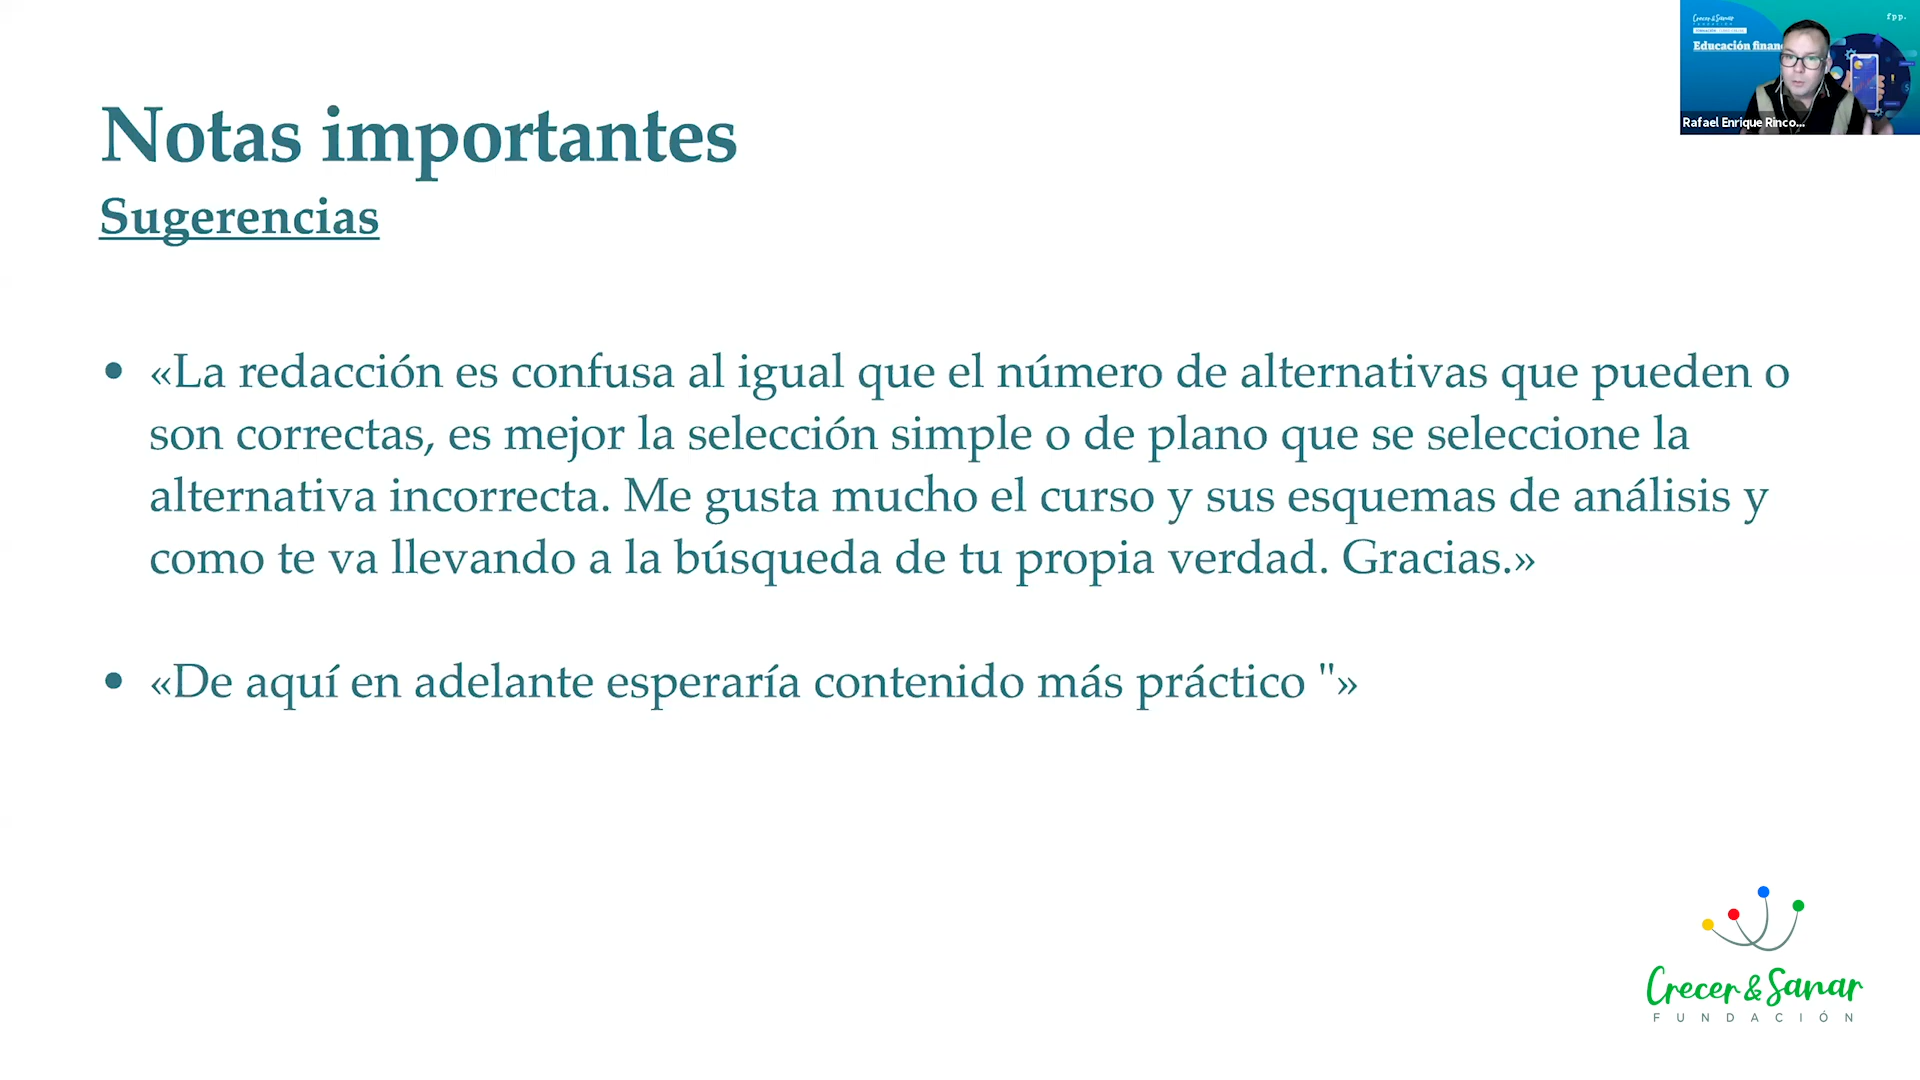 Notas importantes
Sugerencias
• «La redacción es confusa al igual que el número de alternativas que pueden o
son correctas, es mejor la selección simple o de plano que se seleccione la
alternativa incorrecta. Me gusta mucho el curso y sus esquemas de análisis y
como te va llevando a la búsqueda de tu propia verdad. Gracias.»
• «De aquí en adelante esperaría contenido más práctico "»
Crecer & Sanar
fpp.
Educación finan
Rafael Enrique Rinco...
Crecer & Sanar
FUNDACIÓN